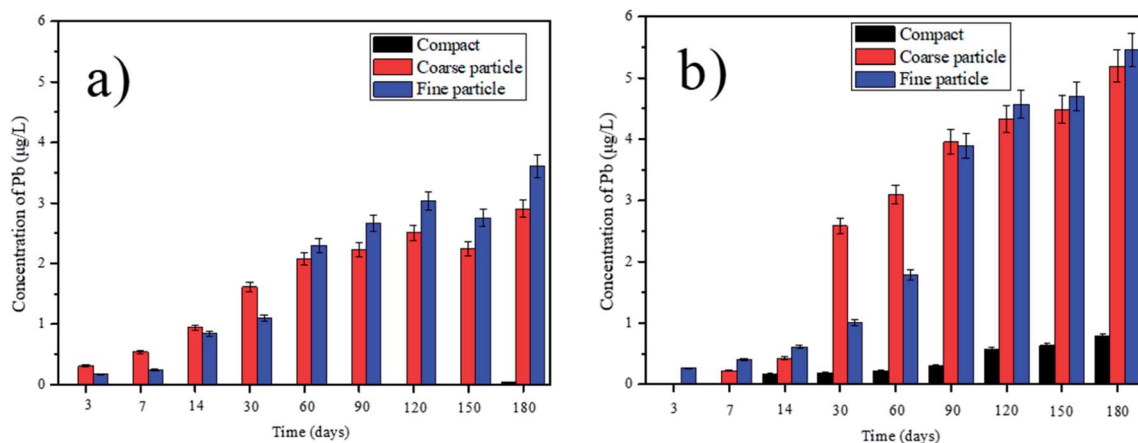 a)
Compact
Coarse particle
Fine particle
Concentration of Pb (µg/L)
6
5
4
3
2
1
0
3 7 14 30 60 90 120 150 180
Time (days)
b)
Compact
Coarse particle
Fine particle
Concentration of Pb (µg/L)
6
5
4
3
2
1
0
3 7 14 30 60 90 120 150 180
Time (days)